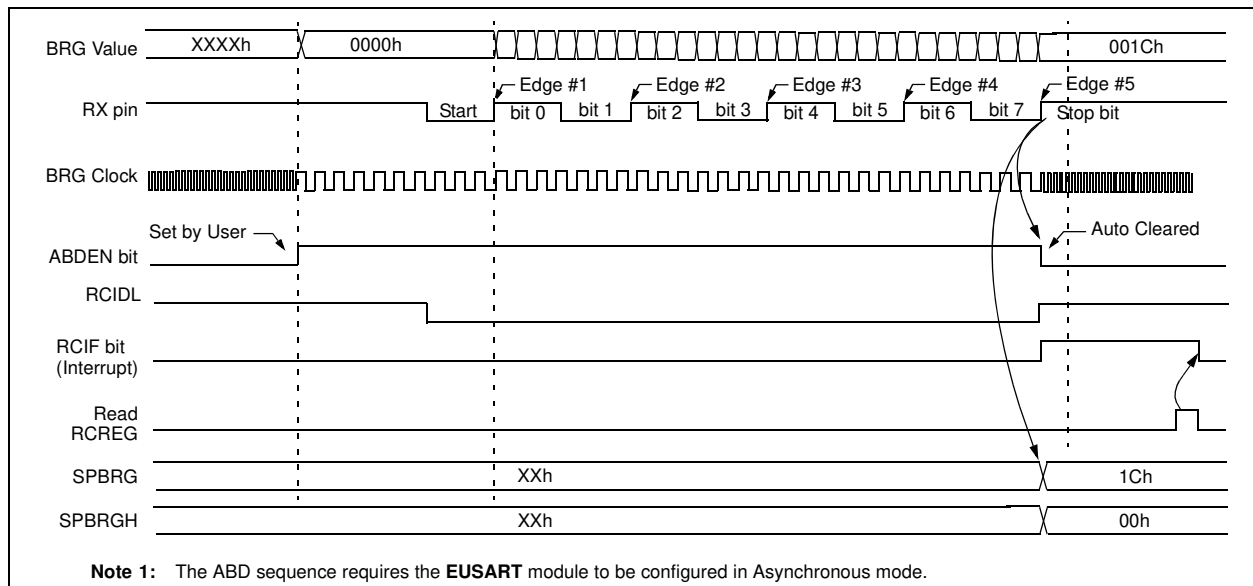 BRG Value XXXXh 0000h 001Ch
Edge #1 Edge #2 Edge #3 Edge #4 Edge #5
RX pin Start bit 0 bit 1 bit 2 bit 3 bit 4 bit 5 bit 6 bit 7 Stop bit
BRG Clock
Set by User Auto Cleared
ABDEN bit
RCIDL
RCIF bit
(Interrupt)
Read
RCREG
SPBRG XXh 1Ch
SPBRGH XXh 00h
Note 1: The ABD sequence requires the EUSART module to be configured in Asynchronous mode.